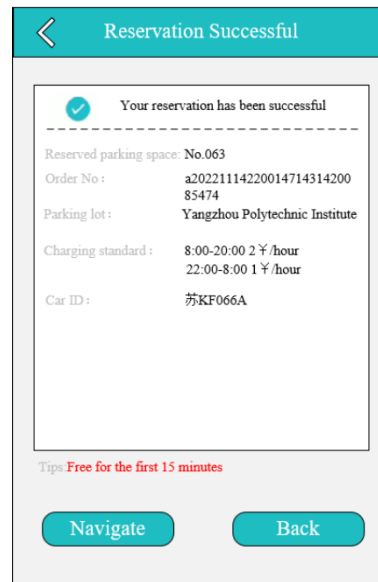 Reservation Successful
Your reservation has been successful
Reserved parking space: No.063
Order No : a20221114220014714314200
85474
Parking lot : Yangzhou Polytechnic Institute
Charging standard : 8:00-20:00 2￥/hour
22:00-8:00 1￥/hour
Car ID : 苏KF066A
Tips:Free for the first 15 minutes
Navigate Back